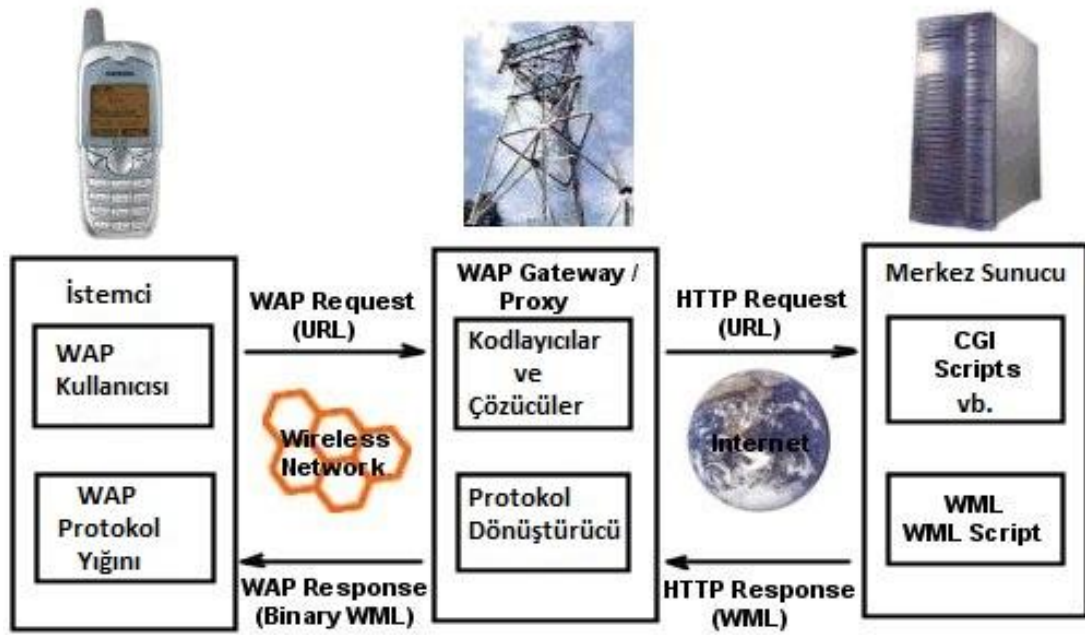 İstemci
WAP
Kullanıcısı
WAP
Protokol
Yığını
WAP Request
(URL)
Wireless
Network
WAP Response
(Binary WML)
WAP Gateway /
Proxy
Kodlayıcılar
ve
Çözücüler
Protokol
Dönüştürücü
HTTP Request
(URL)
Internet
HTTP Response
(WML)
Merkez Sunucu
CGI
Scripts
vb.
WML
WML Script